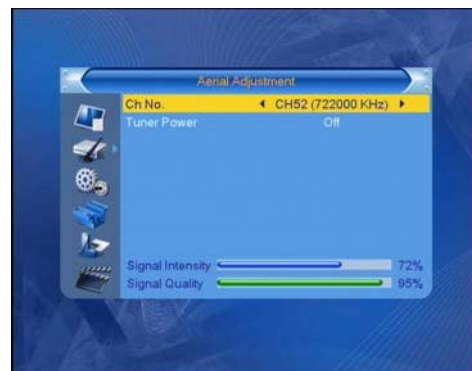 Aerial Adjustment
Ch No. CH52 (722000 KHz)
Tuner Power Off
Signal Intensity 72%
Signal Quality 95%